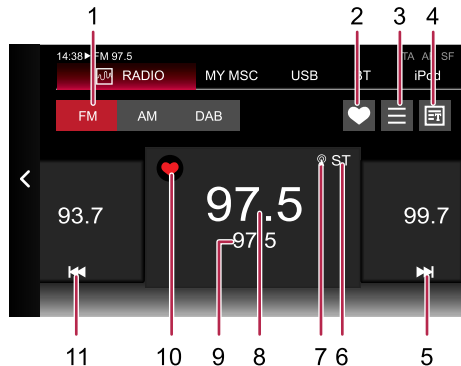 1 2 3 4
14:38 FM 97.5 TA AF SF
RADIO MY MSC USB BT iPod
FM AM DAB
ST
93.7 97.5 99.7
97.5
11 10 9 8 7 6 5